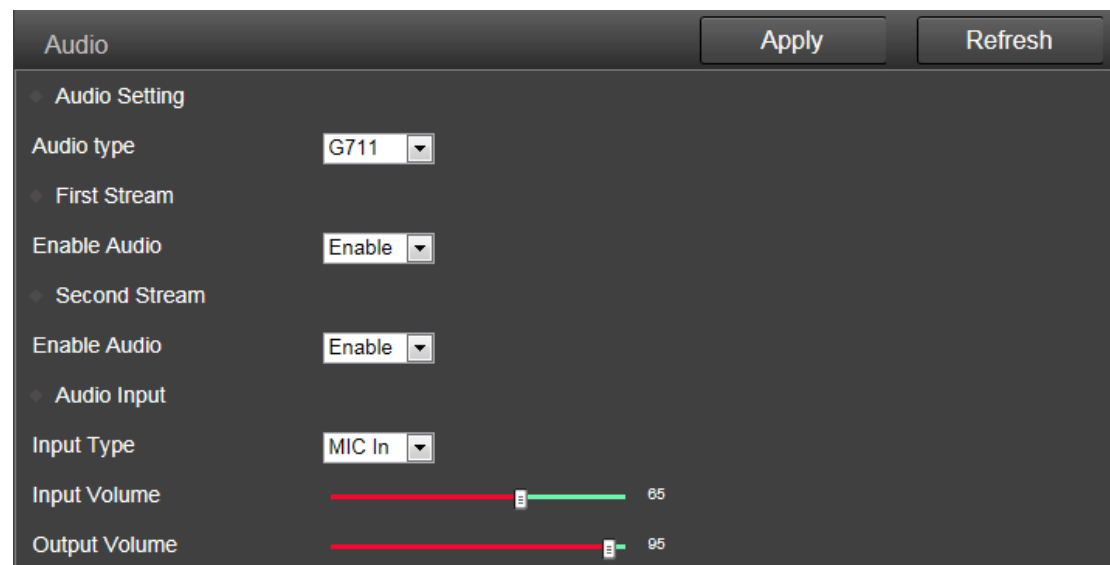 Audio Apply Refresh
Audio Setting
Audio type G711
First Stream
Enable Audio Enable
Second Stream
Enable Audio Enable
Audio Input
Input Type MIC In
Input Volume 65
Output Volume 95